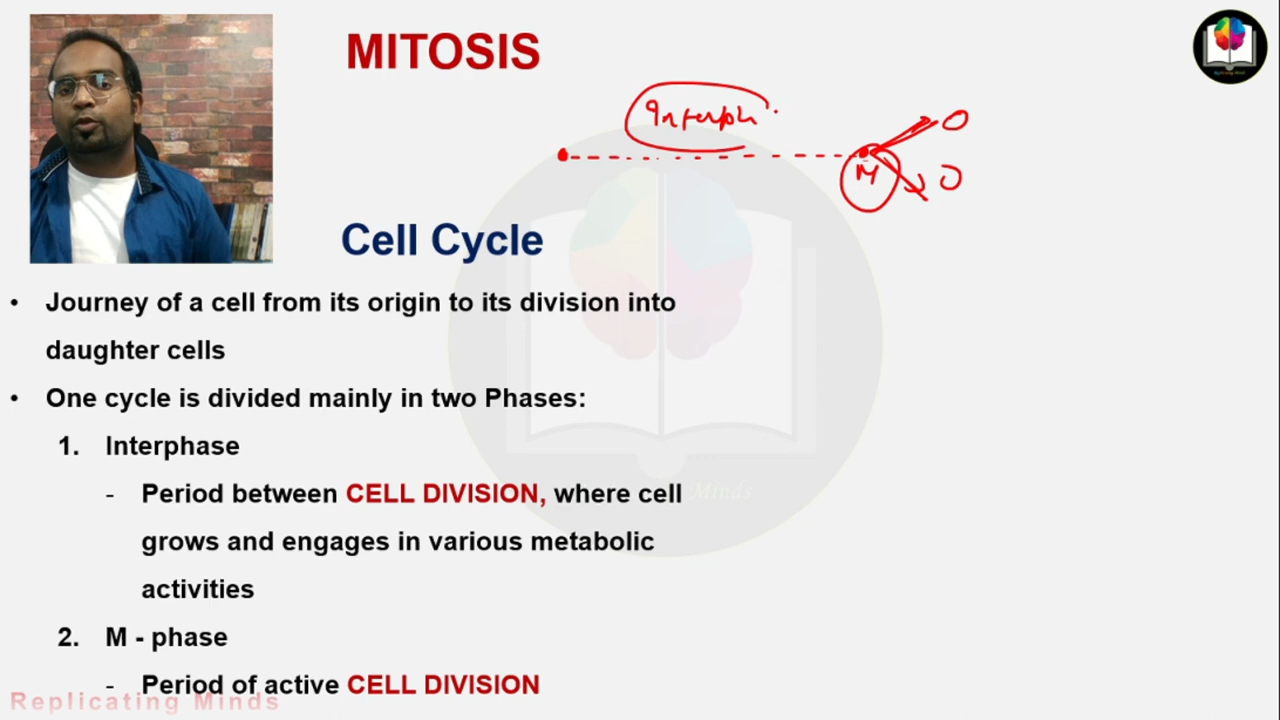 MITOSIS
Interph
M
Cell Cycle
• Journey of a cell from its origin to its division into
daughter cells
• One cycle is divided mainly in two Phases:
1. Interphase
- Period between CELL DIVISION, where cell
grows and engages in various metabolic
activities
2. M - phase
- Period of active CELL DIVISION
Replicating Minds